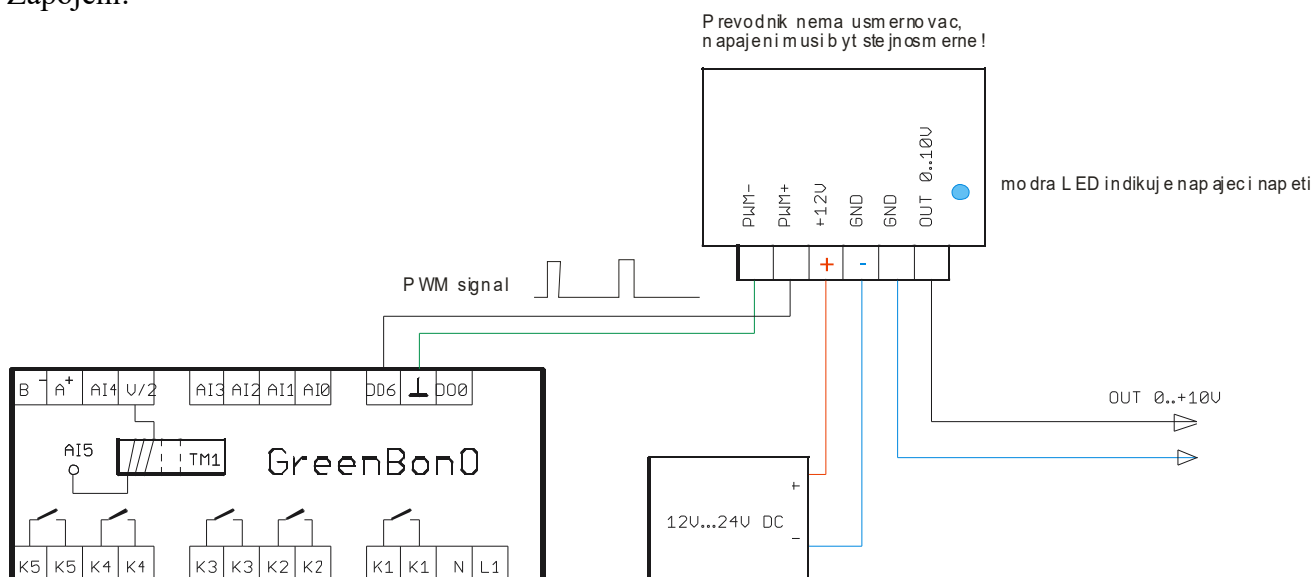 Zapojení:
Prevodnik nema usmernovac,
napajeni musi byt stejnosmerne!
PWM-
PWM+
+12V
GND
GND
OUT 0..10V
modra LED indikuje napajeci napeti
+ -
PWM signal
B- A+ AI4 V/2 AI3 AI2 AI1 AI0 DO6 ⊥ DO0
OUT 0..+10V
AI5
TM1
GreenBon0
+
12V...24V DC
-
K5 K5 K4 K4 K3 K3 K2 K2 K1 K1 N L1